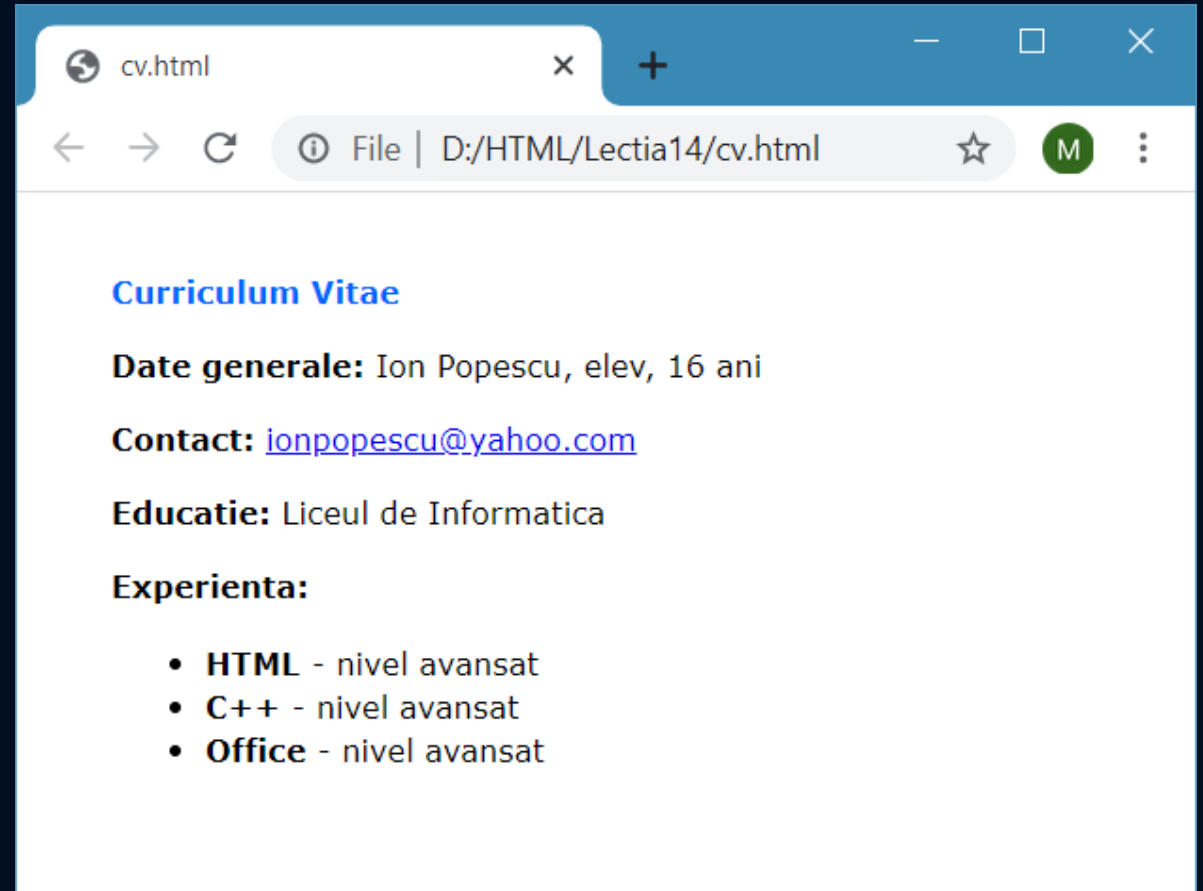 cv.html
File | D:/HTML/Lectia14/cv.html
M
Curriculum Vitae
Date generale: Ion Popescu, elev, 16 ani
Contact: ionpopescu@yahoo.com
Educatie: Liceul de Informatica
Experienta:
• HTML - nivel avansat
• C++ - nivel avansat
• Office - nivel avansat